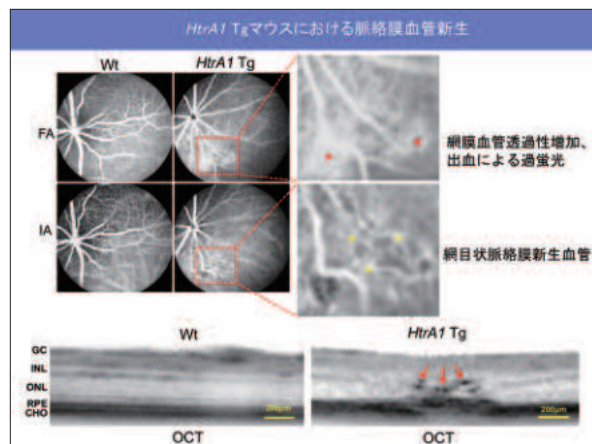 HtrA1 Tgマウスにおける脈絡膜血管新生
Wt
HtrA1 Tg
FA
網膜血管透過性増加、
出血による過蛍光
IA
網目状脈絡膜新生血管
Wt
HtrA1 Tg
GC
INL
ONL
RPE
CHO
200μm
200μm
OCT
OCT